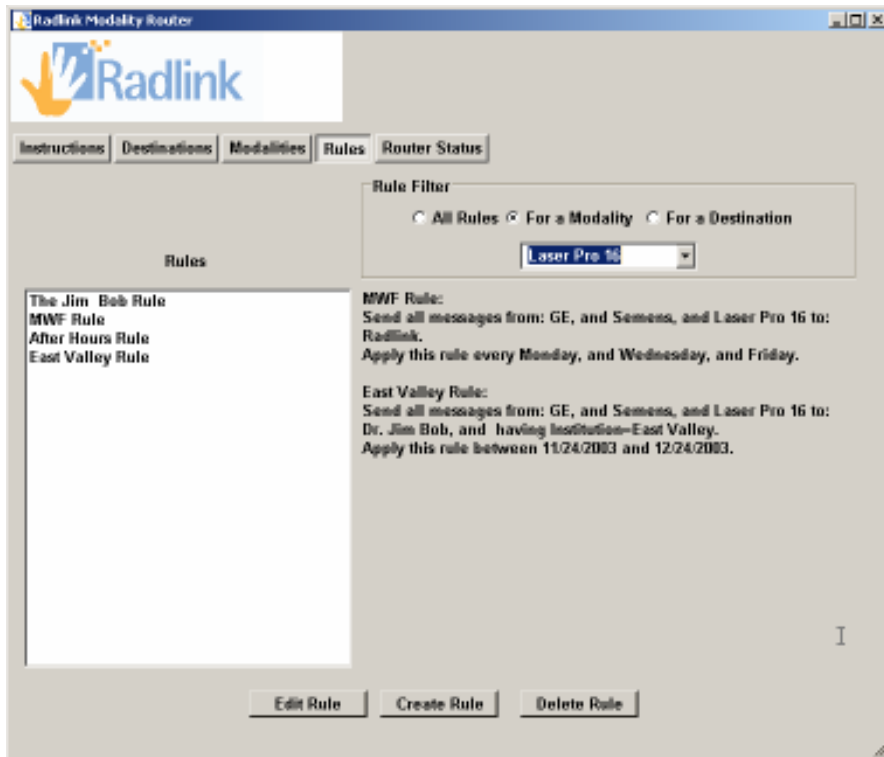 Radlink Modality Router
Radlink
Instructions Destinations Modalities Rules Router Status
Rule Filter
All Rules For a Modality For a Destination
Laser Pro 16
Rules
The Jim Bob Rule
MWF Rule
After Hours Rule
East Valley Rule
MWF Rule:
Send all messages from: GE, and Semens, and Laser Pro 16 to:
Radlink.
Apply this rule every Monday, and Wednesday, and Friday.
East Valley Rule:
Send all messages from: GE, and Semens, and Laser Pro 16 to:
Dr. Jim Bob, and having Institution=East Valley.
Apply this rule between 11/24/2003 and 12/24/2003.
Edit Rule Create Rule Delete Rule